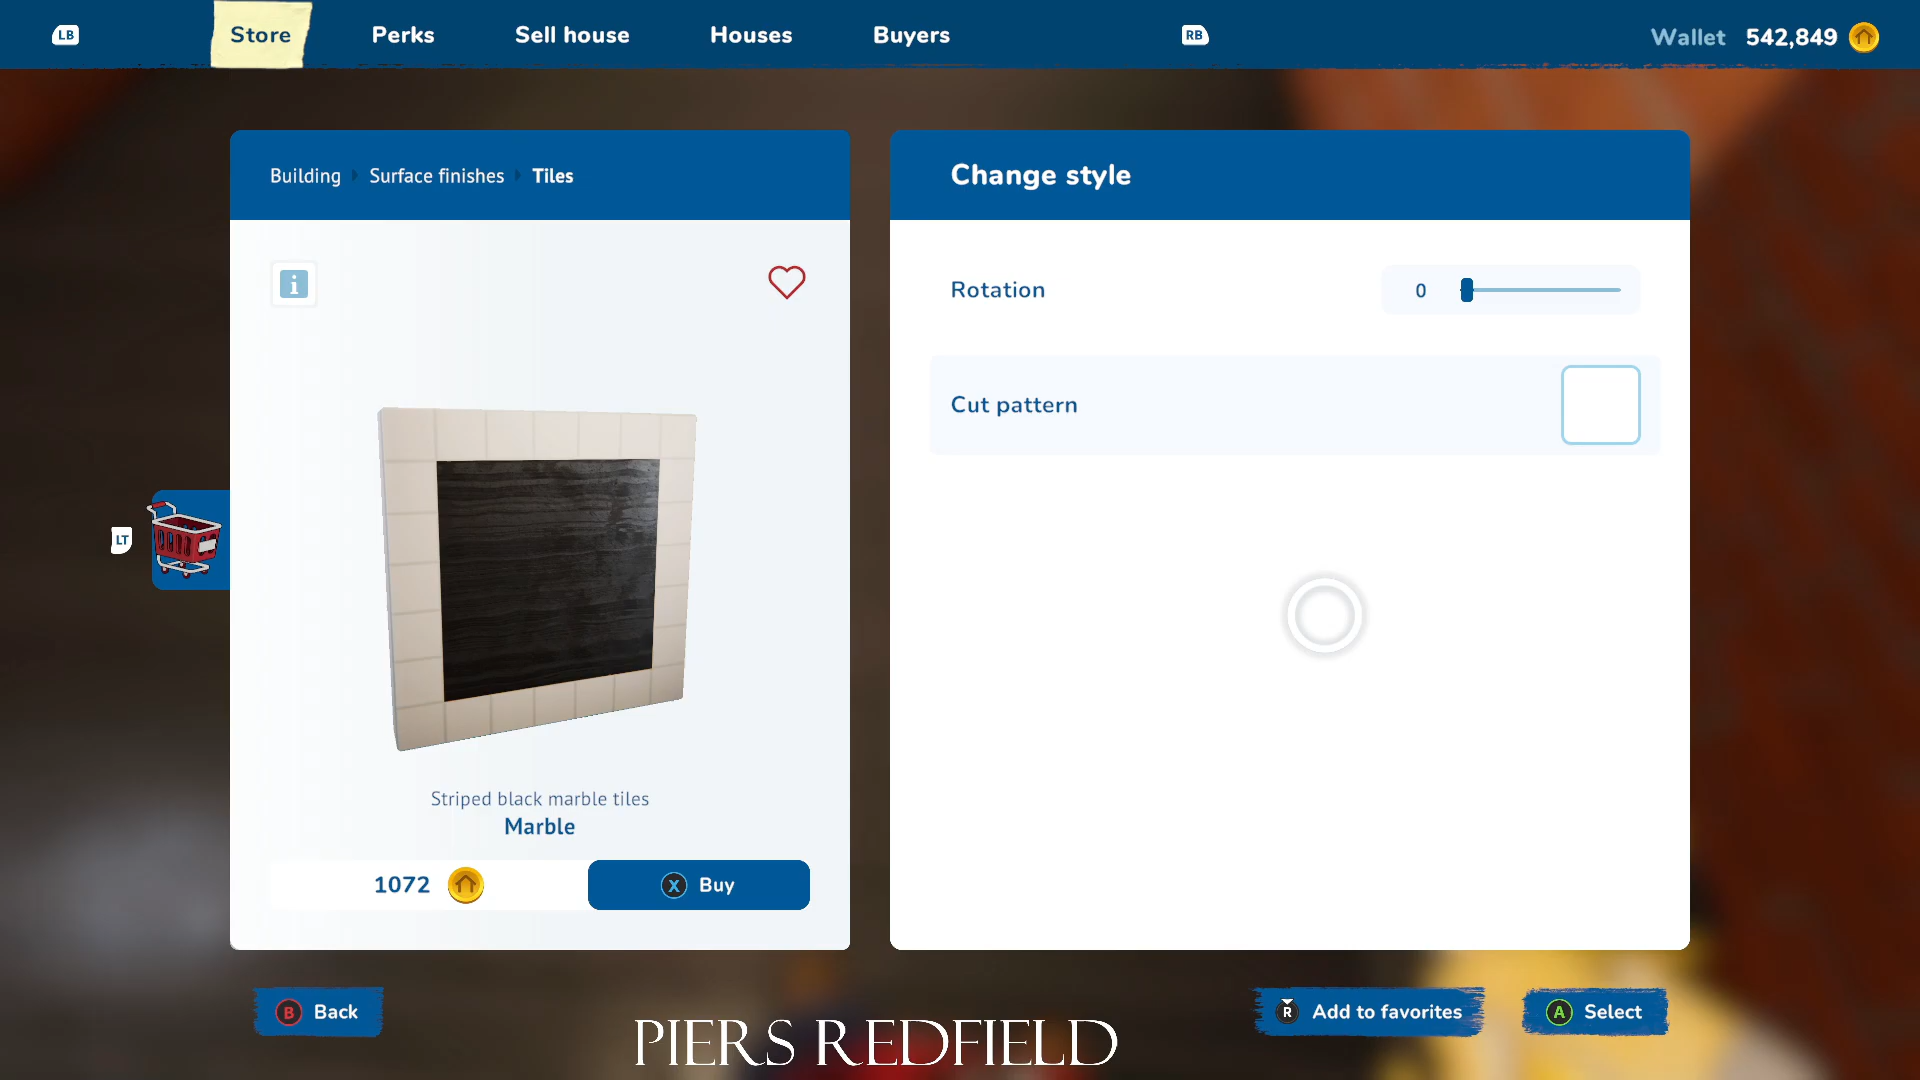 LB
Store
Perks
Sell house
Houses
Buyers
RB
Wallet 542,849
Building Surface finishes Tiles
i
Striped black marble tiles
Marble
1072
X Buy
LT
Change style
Rotation
0
Cut pattern
B Back
R Add to favorites
A Select
PIERS REDFIELD